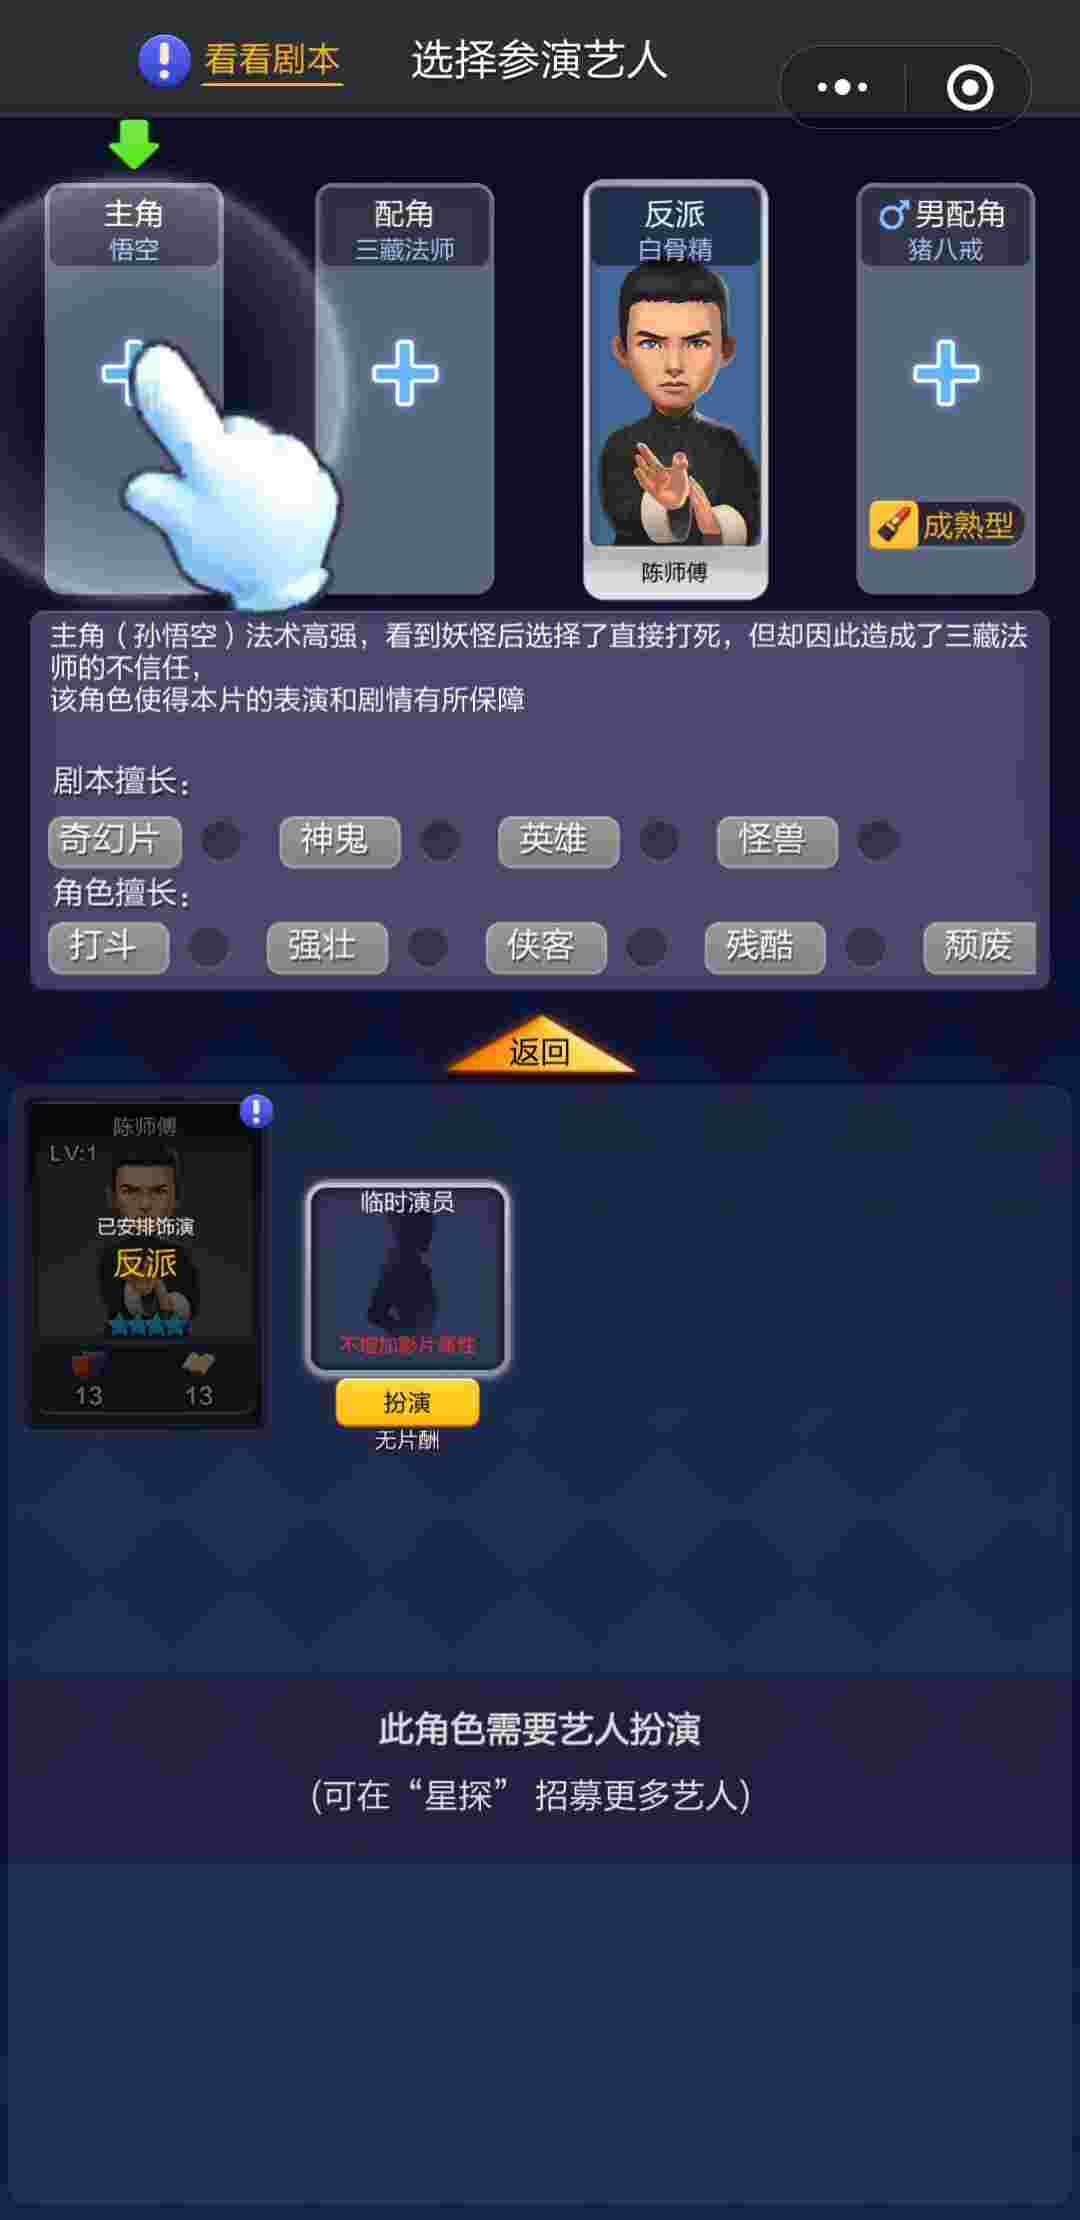 看看剧本
选择参演艺人
主角
悟空
配角
三藏法师
反派
白骨精
男配角
猪八戒
成熟型
陈师傅
主角（孙悟空）法术高强，看到妖怪后选择了直接打死，但却因此造成了三藏法
师的不信任，
该角色使得本片的表演和剧情有所保障
剧本擅长：
奇幻片 神鬼 英雄 怪兽
角色擅长：
打斗 强壮 侠客 残酷 颓废
返回
陈师傅
LV:1
已安排饰演
反派
13 13
临时演员
不增加影片属性
扮演
无片酬
此角色需要艺人扮演
(可在“星探” 招募更多艺人)